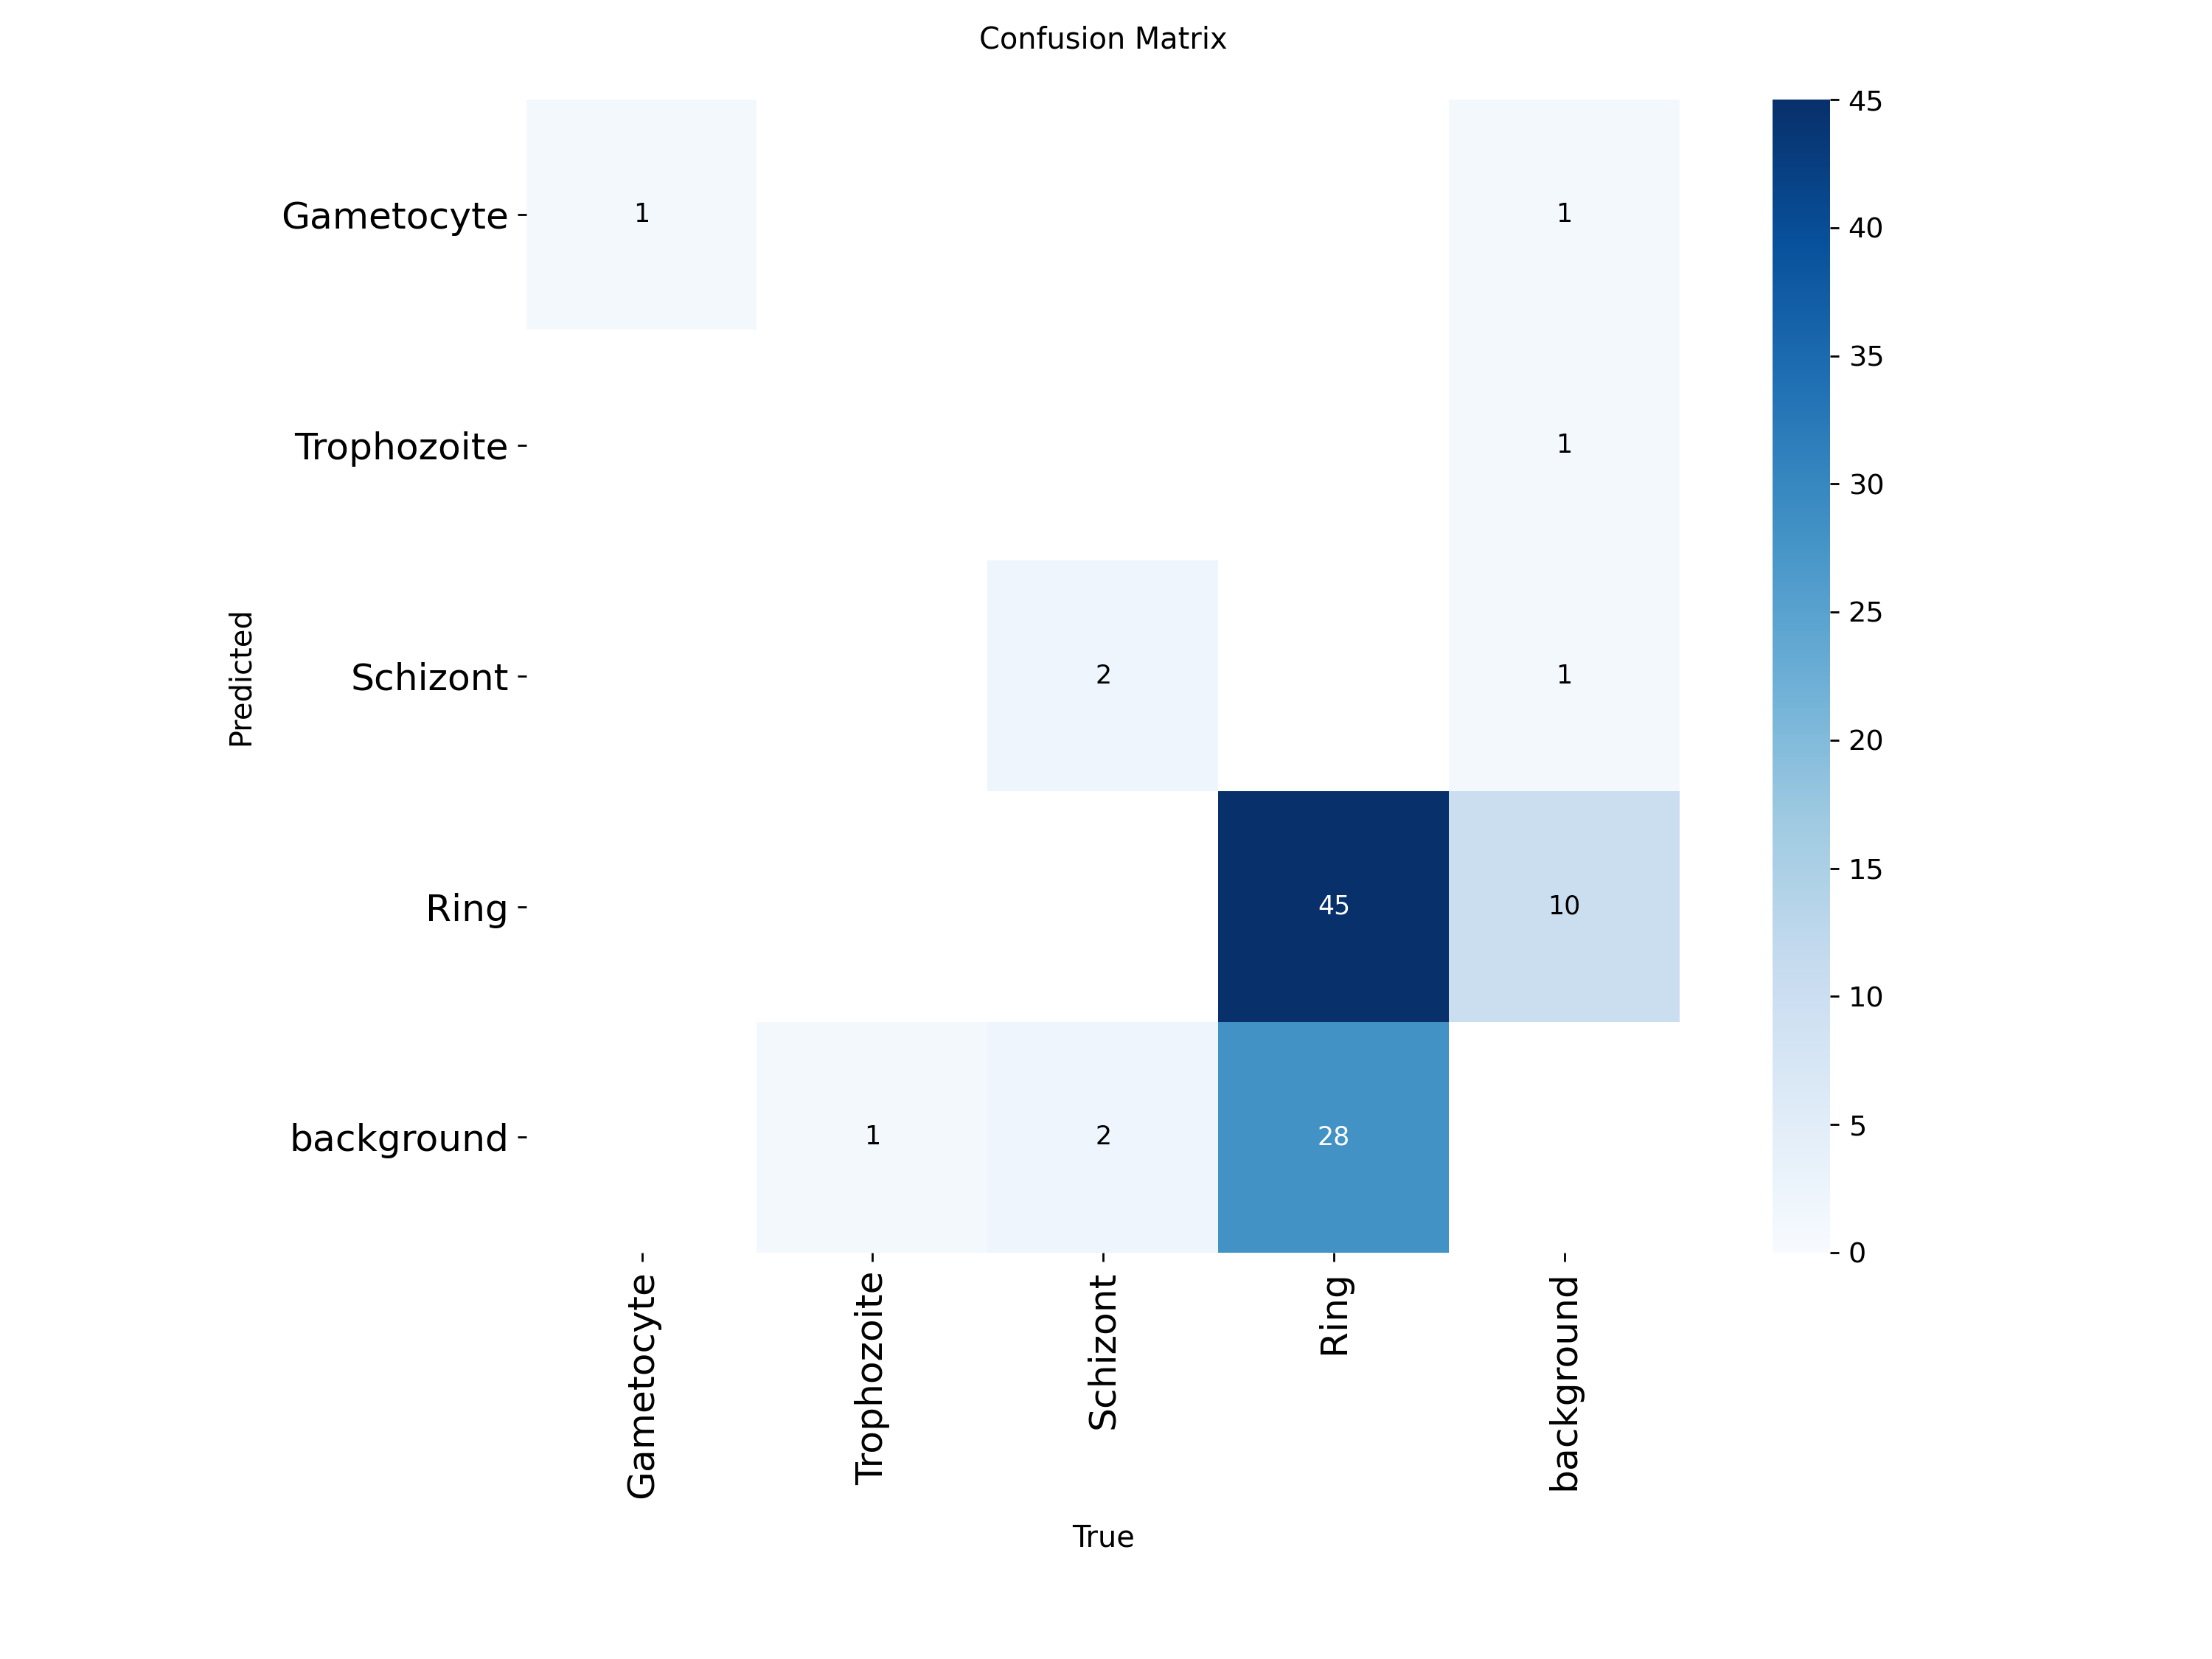 Confusion Matrix
Predicted
Gametocyte 1 1
Trophozoite 1
Schizont 2 1
Ring 45 10
background 1 2 28
Gametocyte Trophozoite Schizont Ring background
True
45
40
35
30
25
20
15
10
5
0